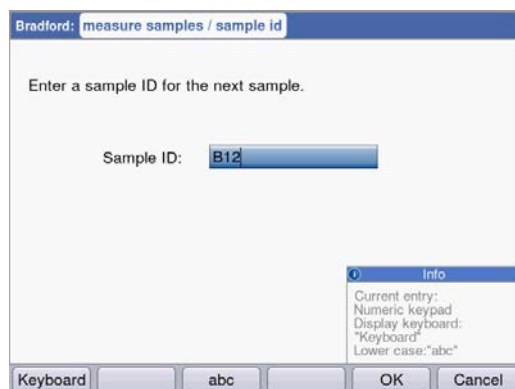 Bradford: measure samples / sample id
Enter a sample ID for the next sample.
Sample ID: B12
Info
Current entry:
Numeric keypad
Display keyboard:
"Keyboard"
Lower case:"abc"
Keyboard abc OK Cancel